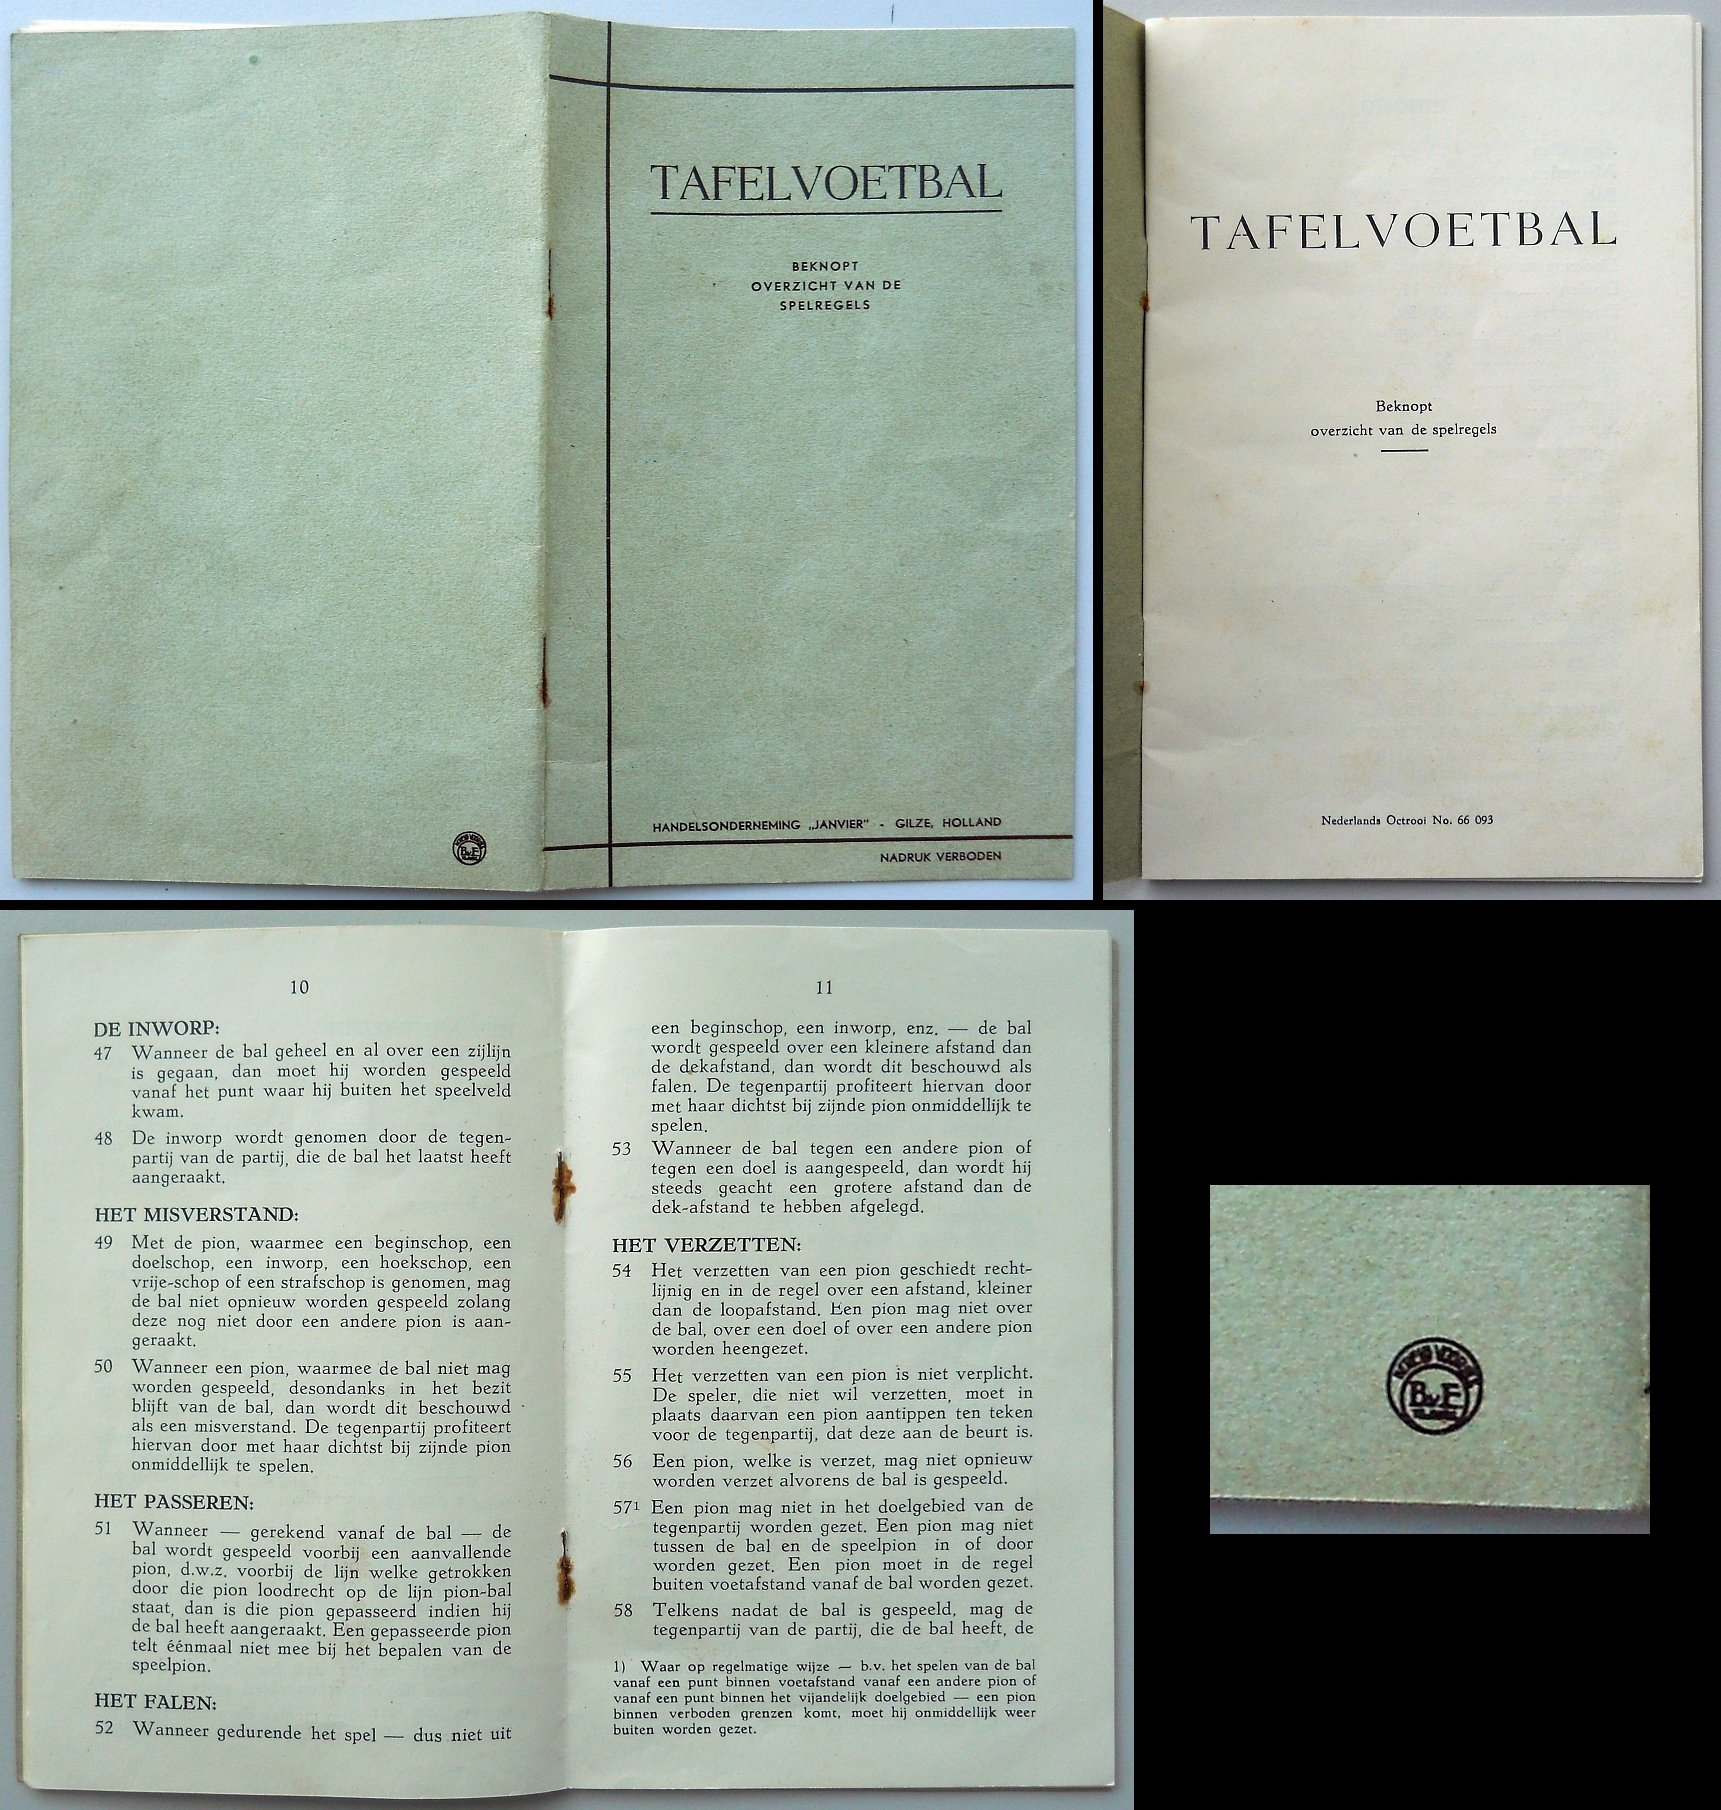 TAFELVOETBAL
BEKNOPT
OVERZICHT VAN DE
SPELREGELS
HANDELSONDERNEMING „JANVIER" - GILZE, HOLLAND
NADRUK VERBODEN
BvF
TAFELVOETBAL
Beknopt
overzicht van de spelregels
Nederlands Octrooi No. 66 093
10
DE INWORP:
47 Wanneer de bal geheel en al over een zijlijn
is gegaan, dan moet hij worden gespeeld
vanaf het punt waar hij buiten het speelveld
kwam.
48 De inworp wordt genomen door de tegen-
partij van de partij, die de bal het laatst heeft
aangeraakt.
HET MISVERSTAND:
49 Met de pion, waarmee een beginschop, een
doelschop, een inworp, een hoekschop, een
vrije-schop of een strafschop is genomen, mag
de bal niet opnieuw worden gespeeld zolang
deze nog niet door een andere pion is aan-
geraakt.
50 Wanneer een pion, waarmee de bal niet mag
worden gespeeld, desondanks in het bezit
blijft van de bal, dan wordt dit beschouwd
als een misverstand. De tegenpartij profiteert
hiervan door met haar dichtst bij zijnde pion
onmiddellijk te spelen.
HET PASSEREN:
51 Wanneer — gerekend vanaf de bal — de
bal wordt gespeeld voorbij een aanvallende
pion, d.w.z. voorbij de lijn welke getrokken
door die pion loodrecht op de lijn pion-bal
staat, dan is die pion gepasseerd indien hij
de bal heeft aangeraakt. Een gepasseerde pion
telt éénmaal niet mee bij het bepalen van de
speelpion.
HET FALEN:
52 Wanneer gedurende het spel — dus niet uit
11
een beginschop, een inworp, enz. — de bal
wordt gespeeld over een kleinere afstand dan
de dekafstand, dan wordt dit beschouwd als
falen. De tegenpartij profiteert hiervan door
met haar dichtst bij zijnde pion onmiddellijk te
spelen.
53 Wanneer de bal tegen een andere pion of
tegen een doel is aangespeeld, dan wordt hij
steeds geacht een grotere afstand dan de
dek-afstand te hebben afgelegd.
HET VERZETTEN:
54 Het verzetten van een pion geschiedt recht-
lijnig en in de regel over een afstand, kleiner
dan de loopafstand. Een pion mag niet over
de bal, over een doel of over een andere pion
worden heengezet.
55 Het verzetten van een pion is niet verplicht.
De speler, die niet wil verzetten, moet in
plaats daarvan een pion aantippen ten teken
voor de tegenpartij, dat deze aan de beurt is.
56 Een pion, welke is verzet, mag niet opnieuw
worden verzet alvorens de bal is gespeeld.
57¹ Een pion mag niet in het doelgebied van de
tegenpartij worden gezet. Een pion mag niet
tussen de bal en de speelpion in of door
worden gezet. Een pion moet in de regel
buiten voetafstand vanaf de bal worden gezet.
58 Telkens nadat de bal is gespeeld, mag de
tegenpartij van de partij, die de bal heeft, de
1) Waar op regelmatige wijze — b.v. het spelen van de bal
vanaf een punt binnen voetafstand vanaf een andere pion of
vanaf een punt binnen het vijandelijk doelgebied — een pion
binnen verboden grenzen komt, moet hij onmiddellijk weer
buiten worden gezet.
BvF